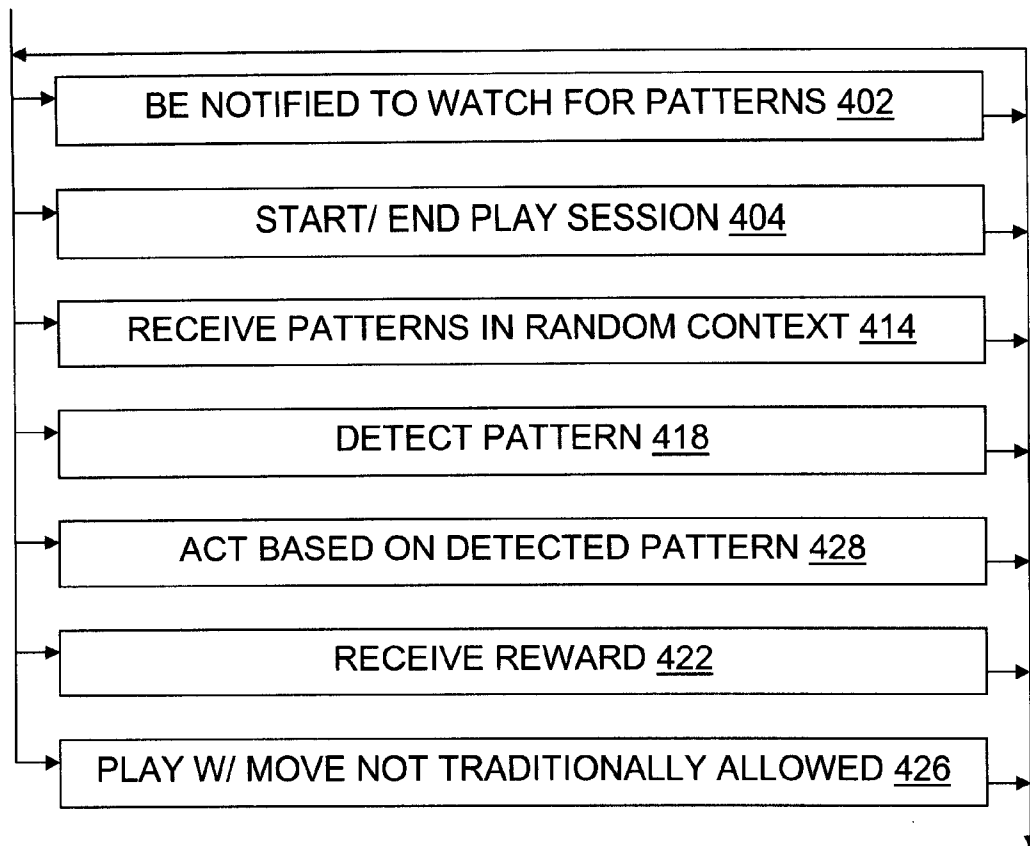 BE NOTIFIED TO WATCH FOR PATTERNS 402
START/ END PLAY SESSION 404
RECEIVE PATTERNS IN RANDOM CONTEXT 414
DETECT PATTERN 418
ACT BASED ON DETECTED PATTERN 428
RECEIVE REWARD 422
PLAY W/ MOVE NOT TRADITIONALLY ALLOWED 426